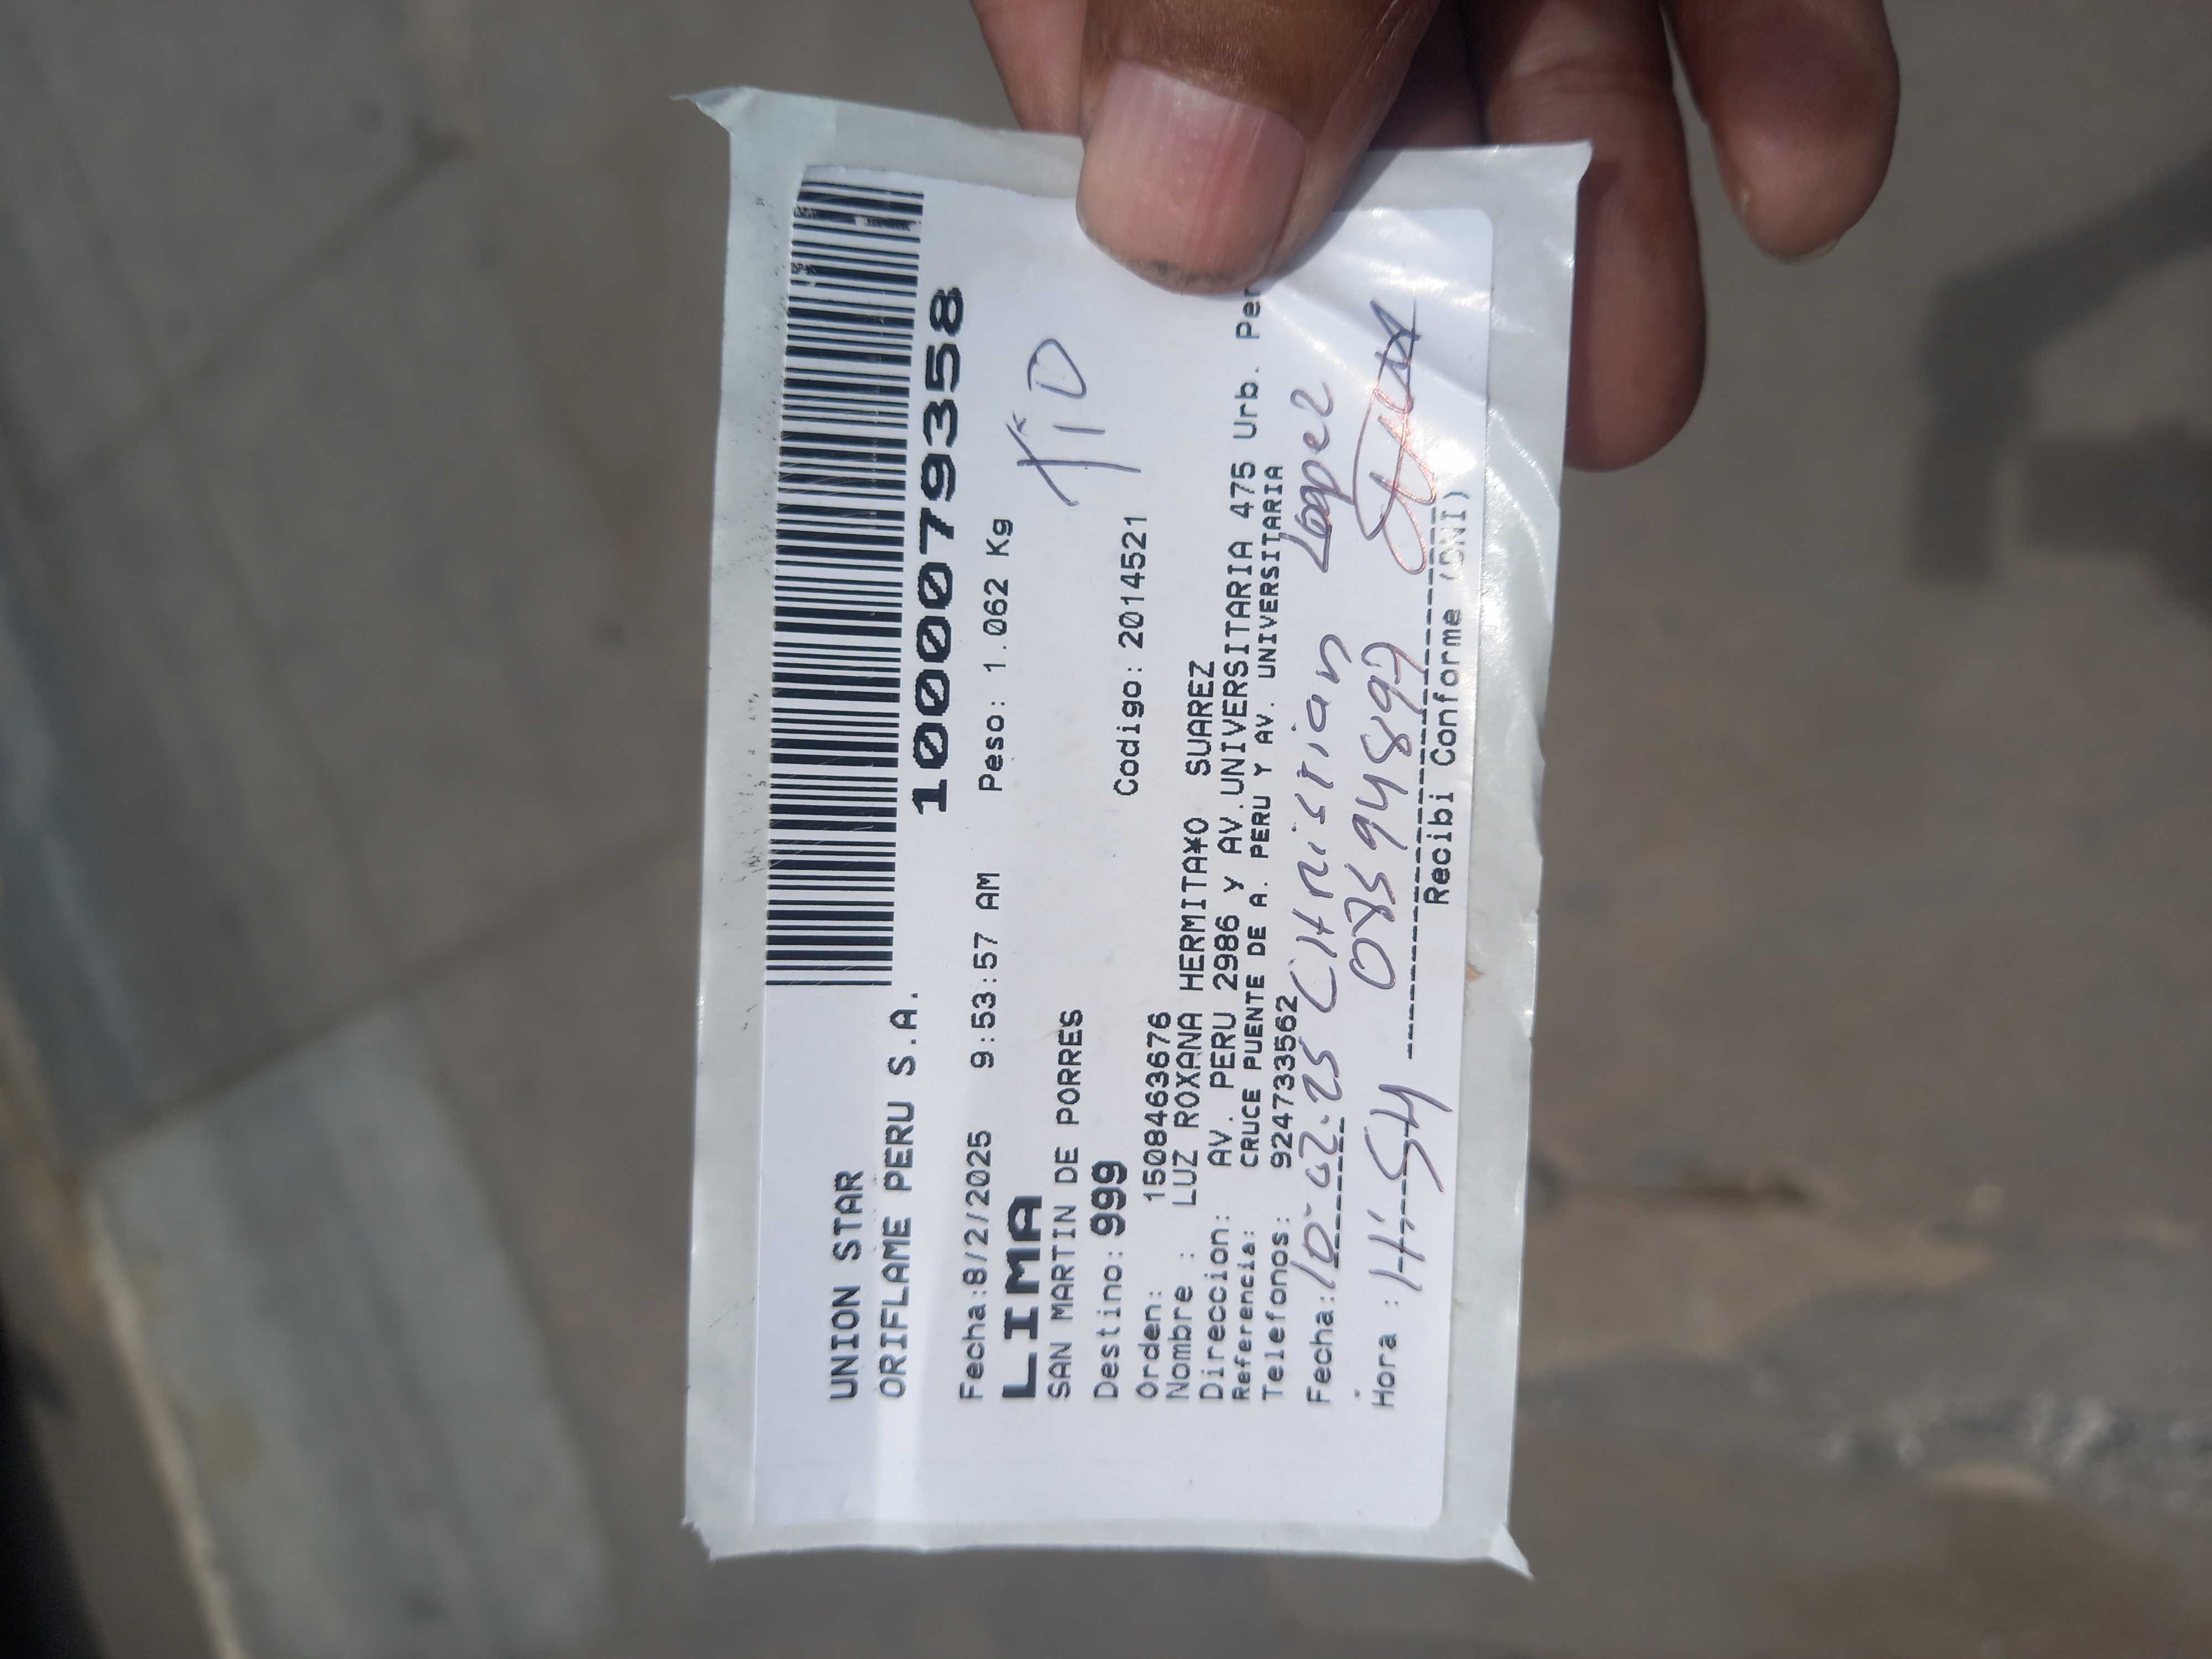 UNION STAR
ORIFLAME PERU S.A.
1000079358
Fecha:8/2/2025 9:53:57 AM Peso: 1.062 Kg
LIMA
SAN MARTIN DE PORRES
TiO
Destino: 999 Codigo: 2014521
Orden: 150846367​6
Nombre : LUZ ROXANA HERMITA¥O SUAREZ
Direccion: AV. PERU 2986 Y AV.UNIVERSITARIA 475 Urb. Per
Referencia: CRUCE PUENTE DE A. PERU Y AV. UNIVERSITARIA
Telefonos: 924733562
Fecha: 10-02-25 CHristian Lopez
Hora :
Recibi Conforme (DNI)